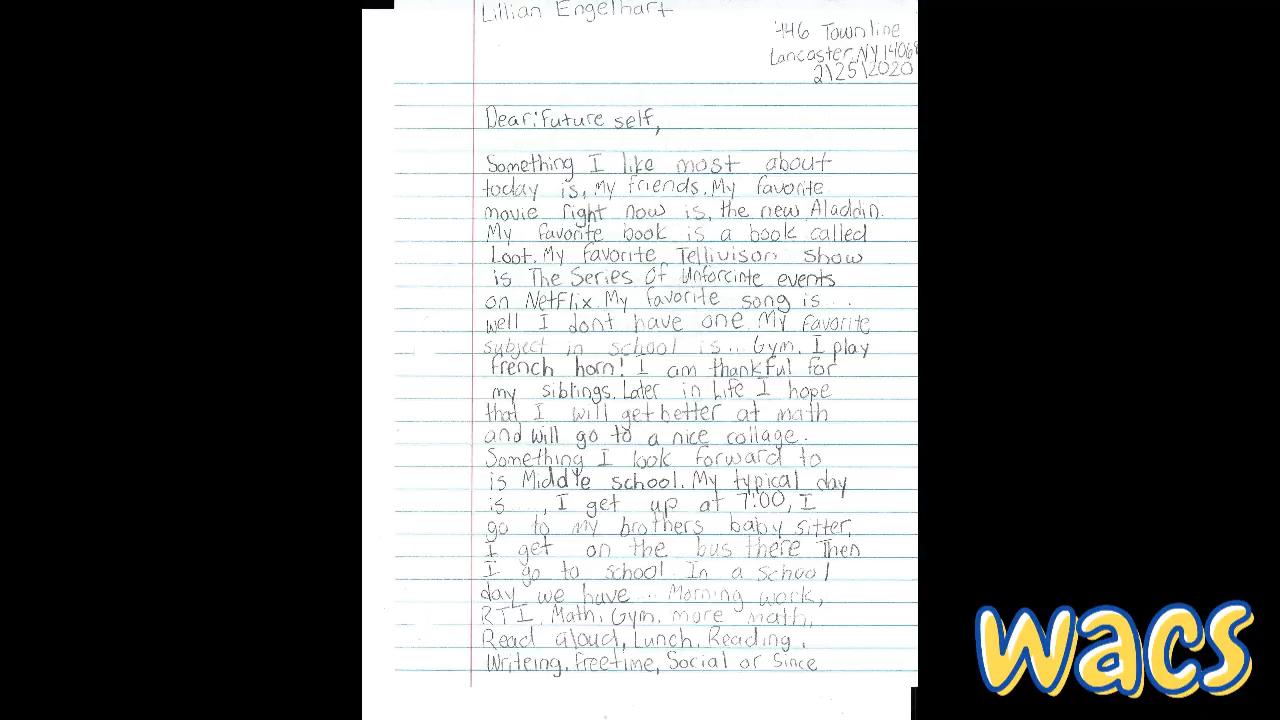 Lillian Engelhart
446 Townline
Lancaster, NY 14068
2\25\2020
Dear: future self,
Something I like most about
today is, My friends. My favorite
movie right now is, the new Aladdin.
My favorite book is a book called
Loot. My favorite Tellivison show
is The Series Of Unforcinte events
on NetFlix. My favorite song is...
well I dont have one. My favorite
subject in school is... Gym. I play
french horn! I am thankful for
my siblings. Later in Life I hope
that I will get better at math
and will go to a nice collage.
Something I look forward to
is Middle school. My typical day
is ..., I get up at 7:00, I
go to my brothers baby sitter,
I get on the bus there Then
I go to school. In a school
day we have ... Morning work,
RTI, Math, Gym, more math,
Read aloud, Lunch, Reading,
Writeing, freetime, Social or Since
wacs